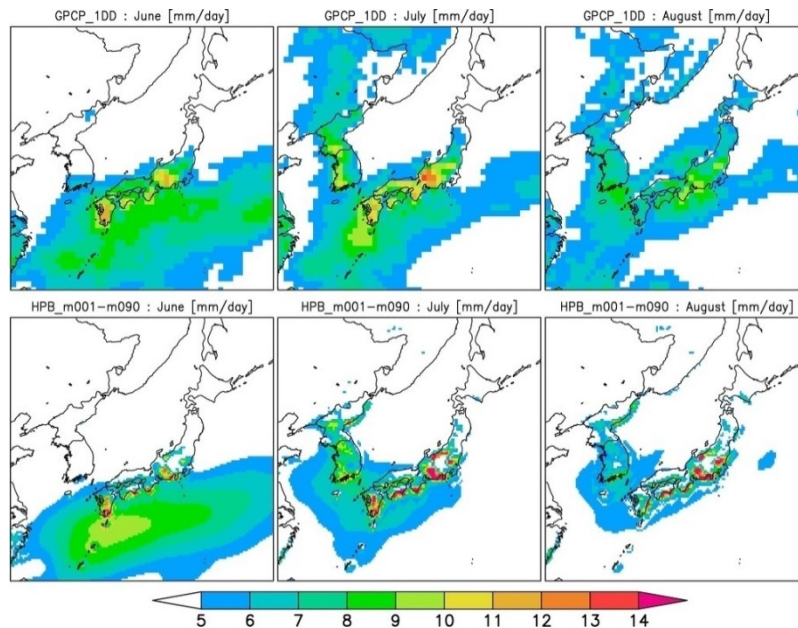 GPCP_1DD : June [mm/day]
GPCP_1DD : July [mm/day]
GPCP_1DD : August [mm/day]
HPB_m001-m090 : June [mm/day]
HPB_m001-m090 : July [mm/day]
HPB_m001-m090 : August [mm/day]
5 6 7 8 9 10 11 12 13 14